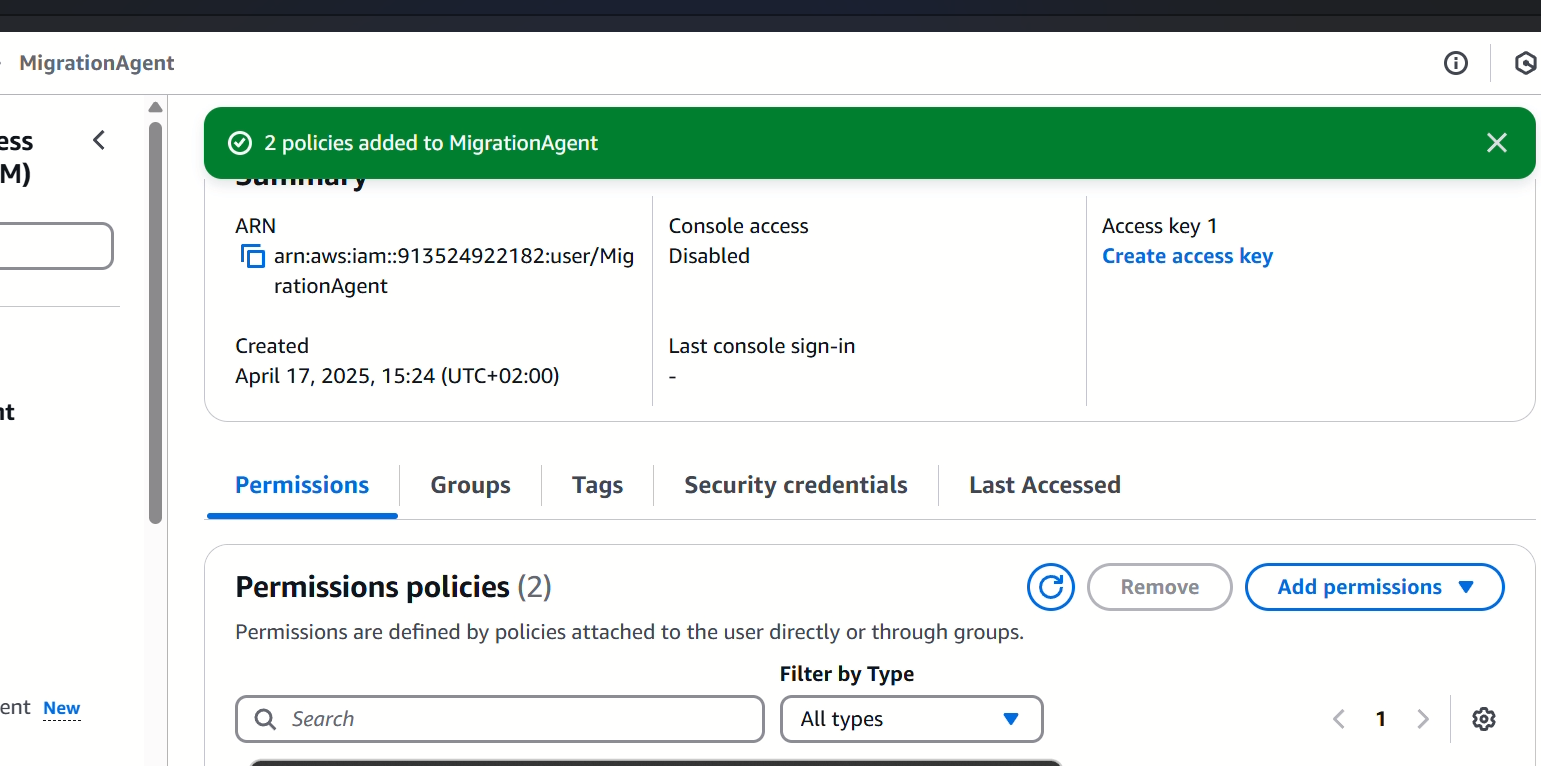 MigrationAgent
ess
M)
2 policies added to MigrationAgent
Summary
ARN
arn:aws:iam::913524922182:user/Mig
rationAgent
Console access
Disabled
Access key 1
Create access key
Created
April 17, 2025, 15:24 (UTC+02:00)
Last console sign-in
-
nt
Permissions
Groups
Tags
Security credentials
Last Accessed
Permissions policies (2)
Remove
Add permissions
Permissions are defined by policies attached to the user directly or through groups.
Filter by Type
ent New
Search
All types
1